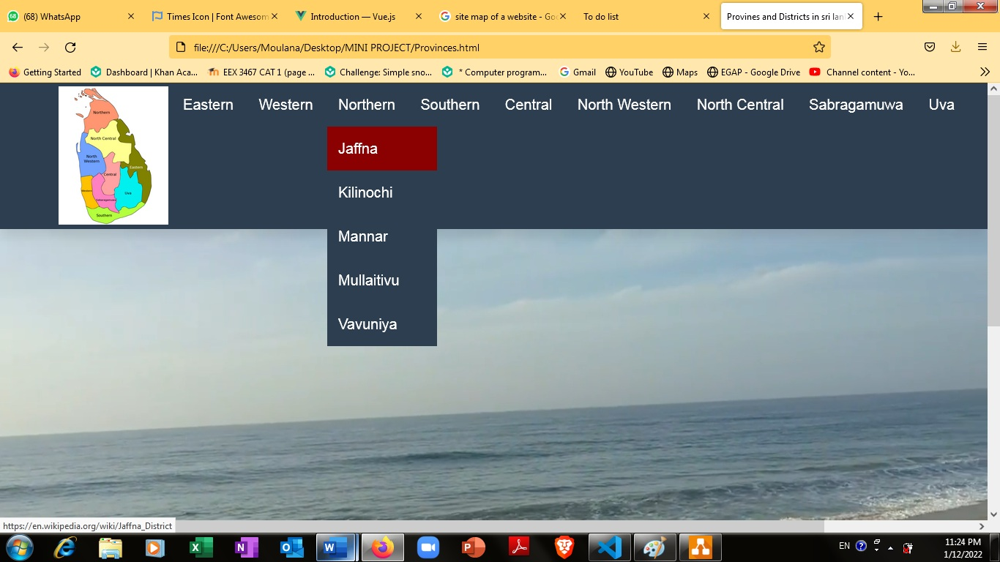 (68) WhatsApp
Times Icon | Font Awesom
Introduction — Vue.js
site map of a website - Goo
To do list
Provines and Districts in sri lank
file:///C:/Users/Moulana/Desktop/MINI PROJECT/Provinces.html
Getting Started
Dashboard | Khan Aca...
EEX 3467 CAT 1 (page ...
Challenge: Simple sno...
* Computer program...
Gmail
YouTube
Maps
EGAP - Google Drive
Channel content - Yo...
Eastern Western Northern Southern Central North Western North Central Sabragamuwa Uva
Northern
North Central
North
Western
Eastern
Central
Western
Uva
Sabaragamuwa
Southern
Jaffna
Kilinochi
Mannar
Mullaitivu
Vavuniya
https://en.wikipedia.org/wiki/Jaffna_District
EN
11:24 PM
1/12/2022